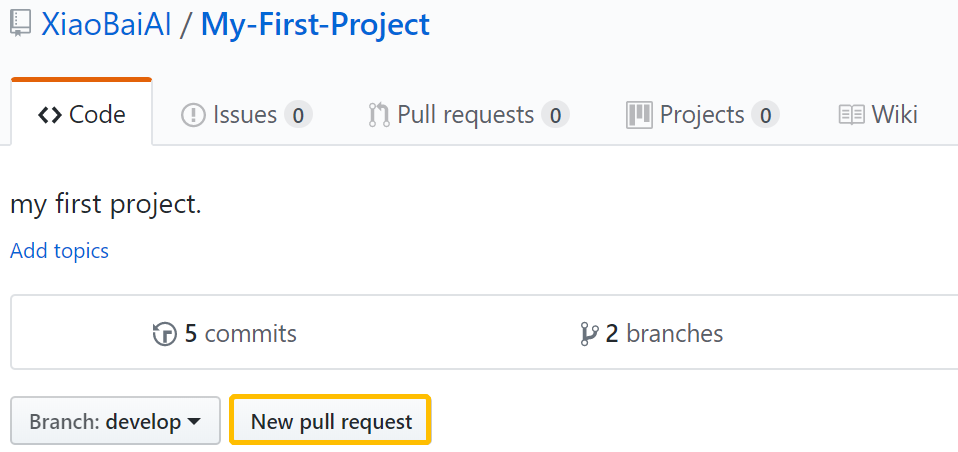 XiaoBaiAI / My-First-Project
Code Issues 0 Pull requests 0 Projects 0 Wiki
my first project.
Add topics
5 commits 2 branches
Branch: develop New pull request